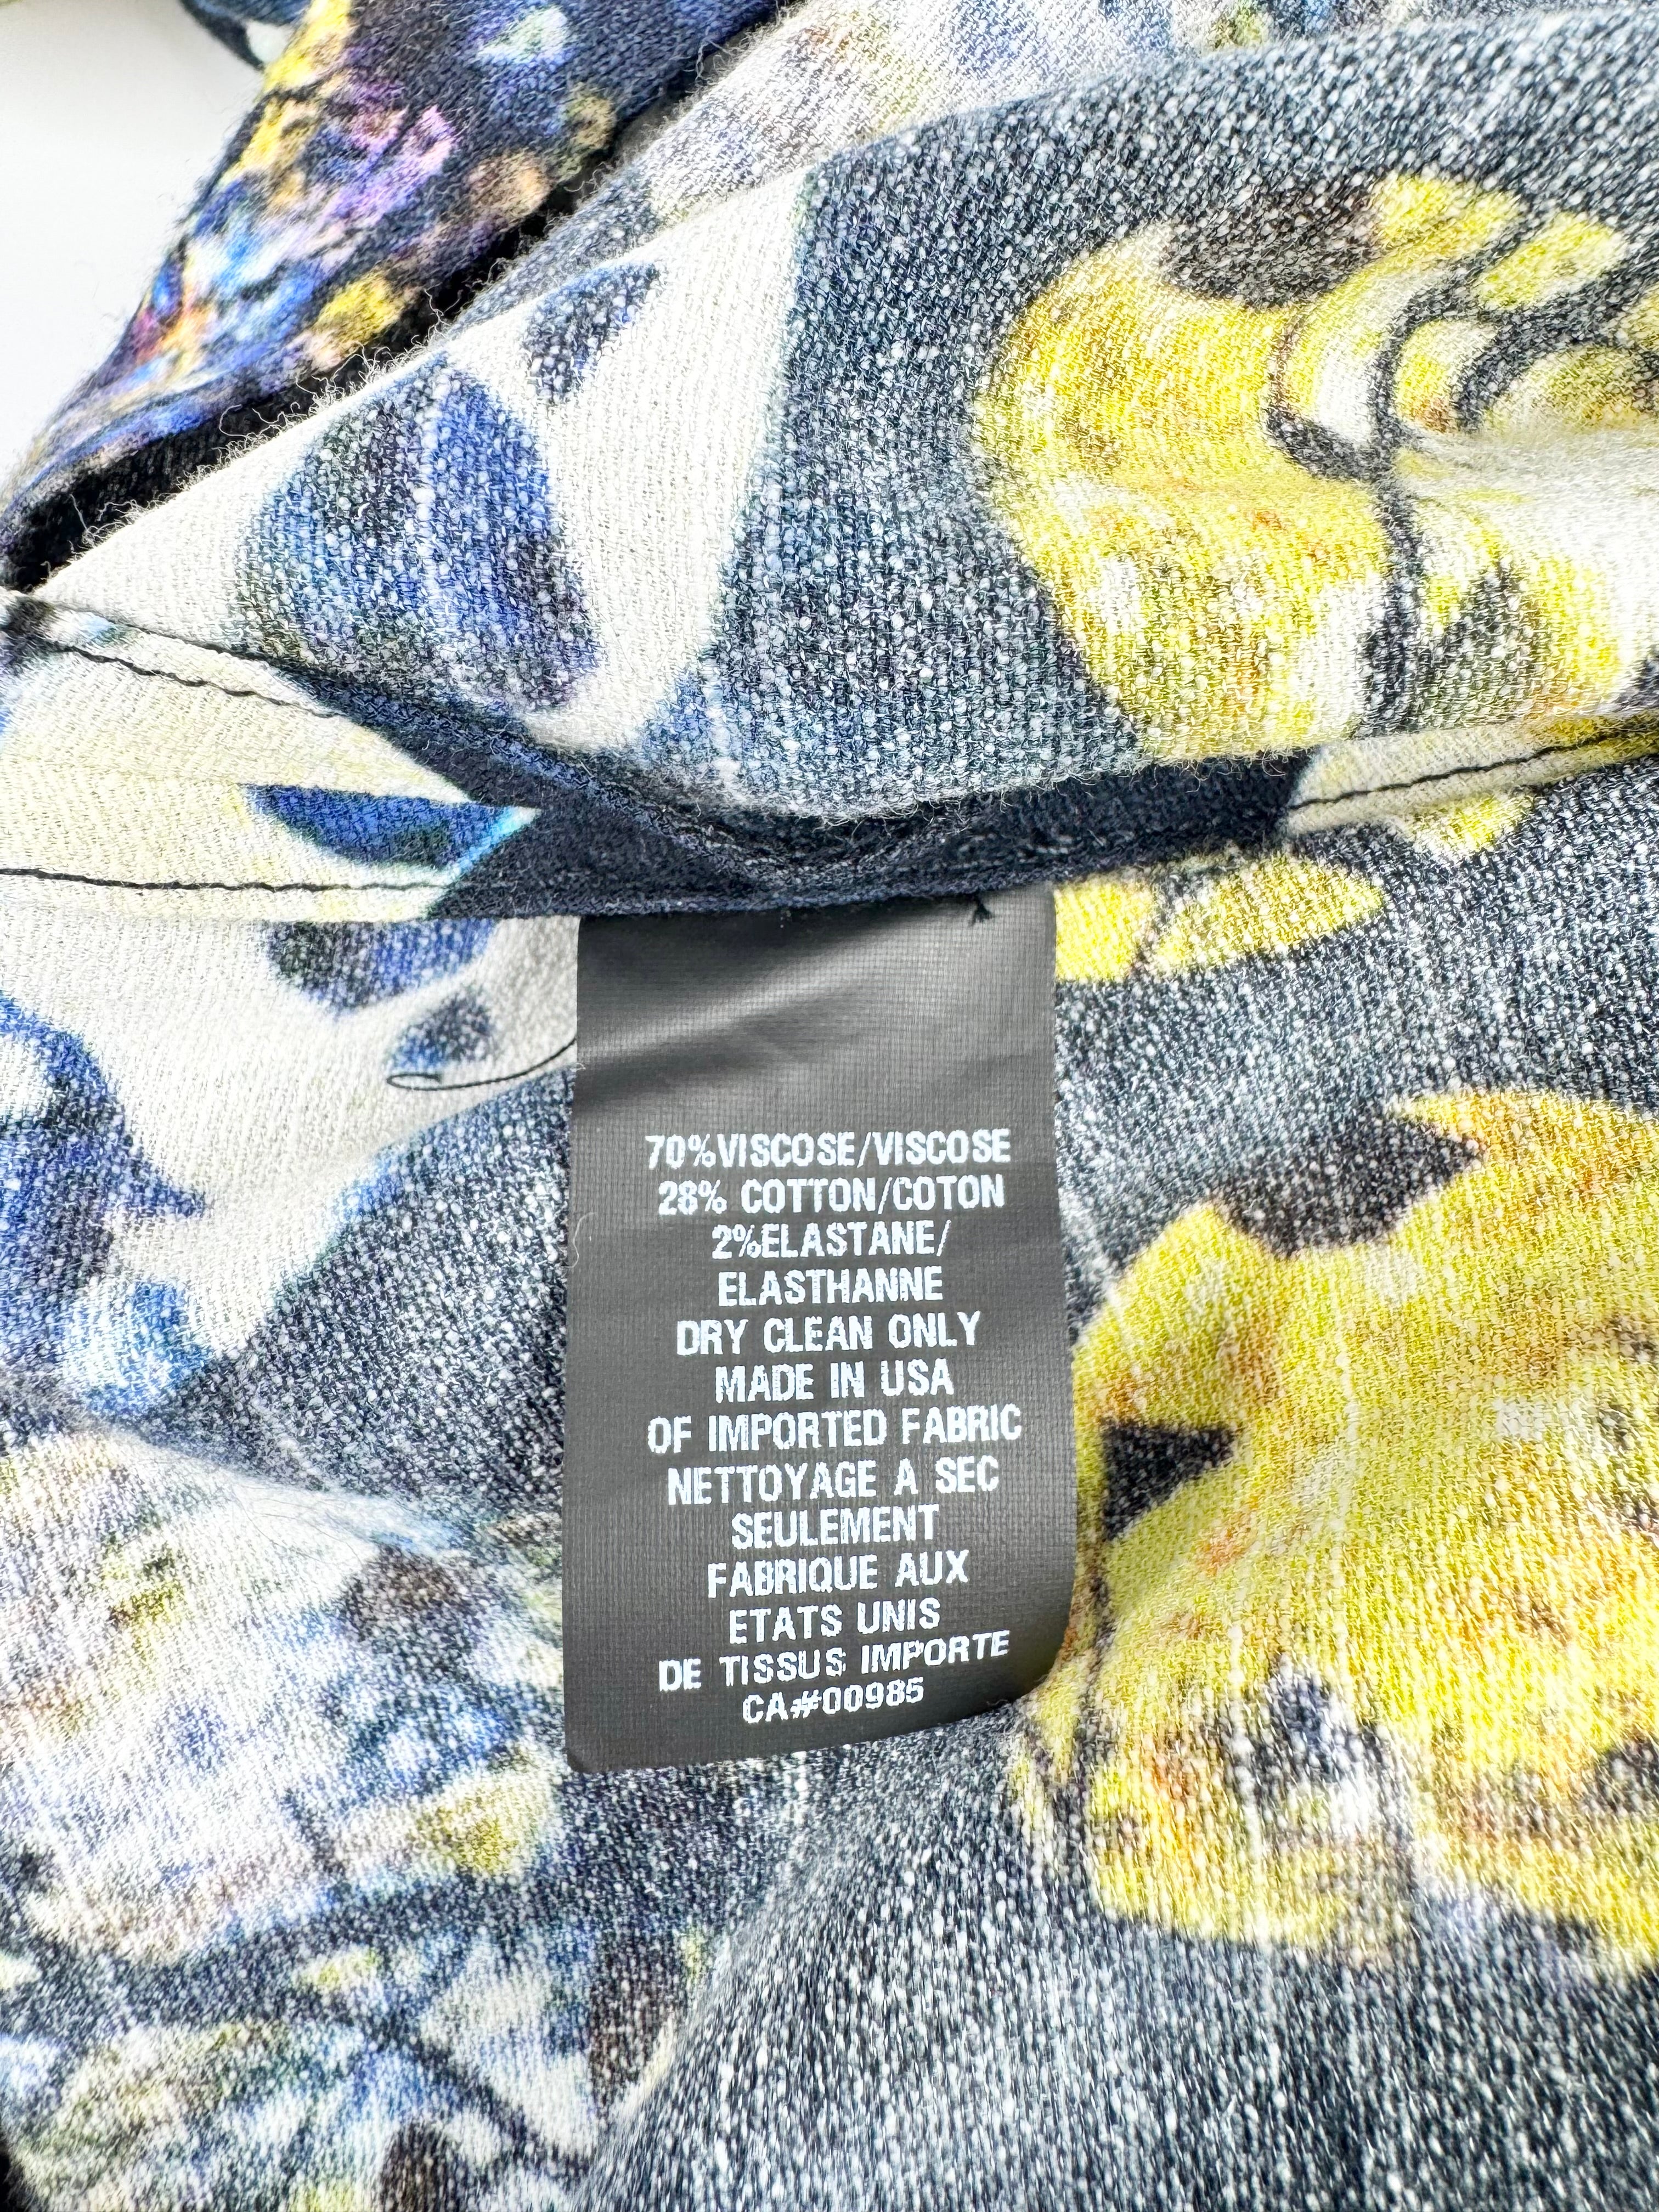 70%VISCOSE/VISCOSE
28% COTTON/COTON
2%ELASTANE/
ELASTHANNE
DRY CLEAN ONLY
MADE IN USA
OF IMPORTED FABRIC
NETTOYAGE A SEC
SEULEMENT
FABRIQUE AUX
ETATS UNIS
DE TISSUS IMPORTE
CA#00985